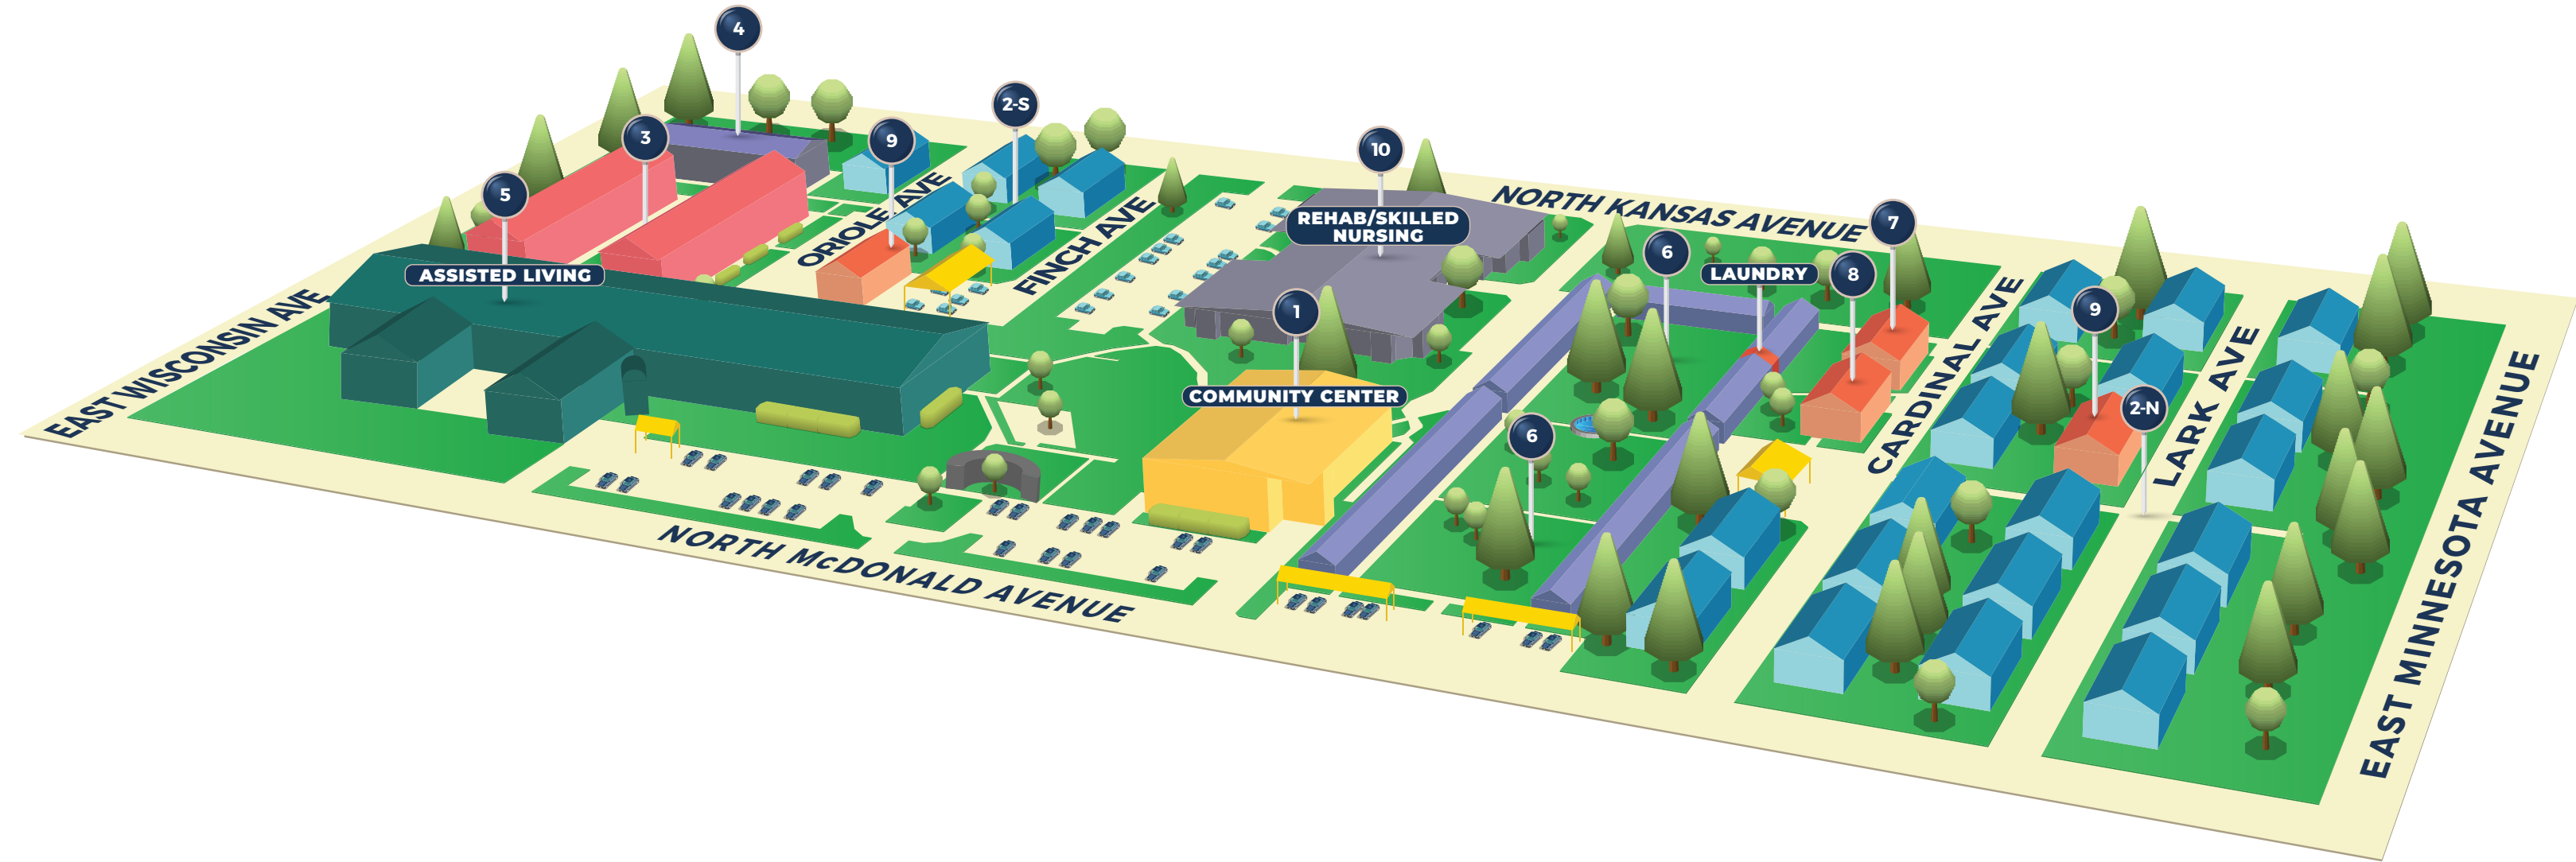 4
2-S
3
9
10
5
REHAB/SKILLED
NURSING
NORTH KANSAS AVENUE
7
6
LAUNDRY
8
ASSISTED LIVING
ORIOLE AVE
FINCH AVE
1
9
EAST WISCONSIN AVE
COMMUNITY CENTER
CARDINAL AVE
2-N
LARK AVE
6
NORTH McDONALD AVENUE
EAST MINNESOTA AVENUE